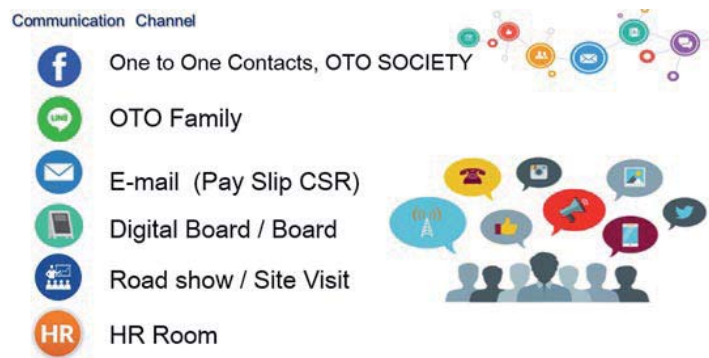 Communication Channel
f
One to One Contacts, OTO SOCIETY
LINE
OTO Family
E-mail (Pay Slip CSR)
Digital Board / Board
Road show / Site Visit
HR
HR Room